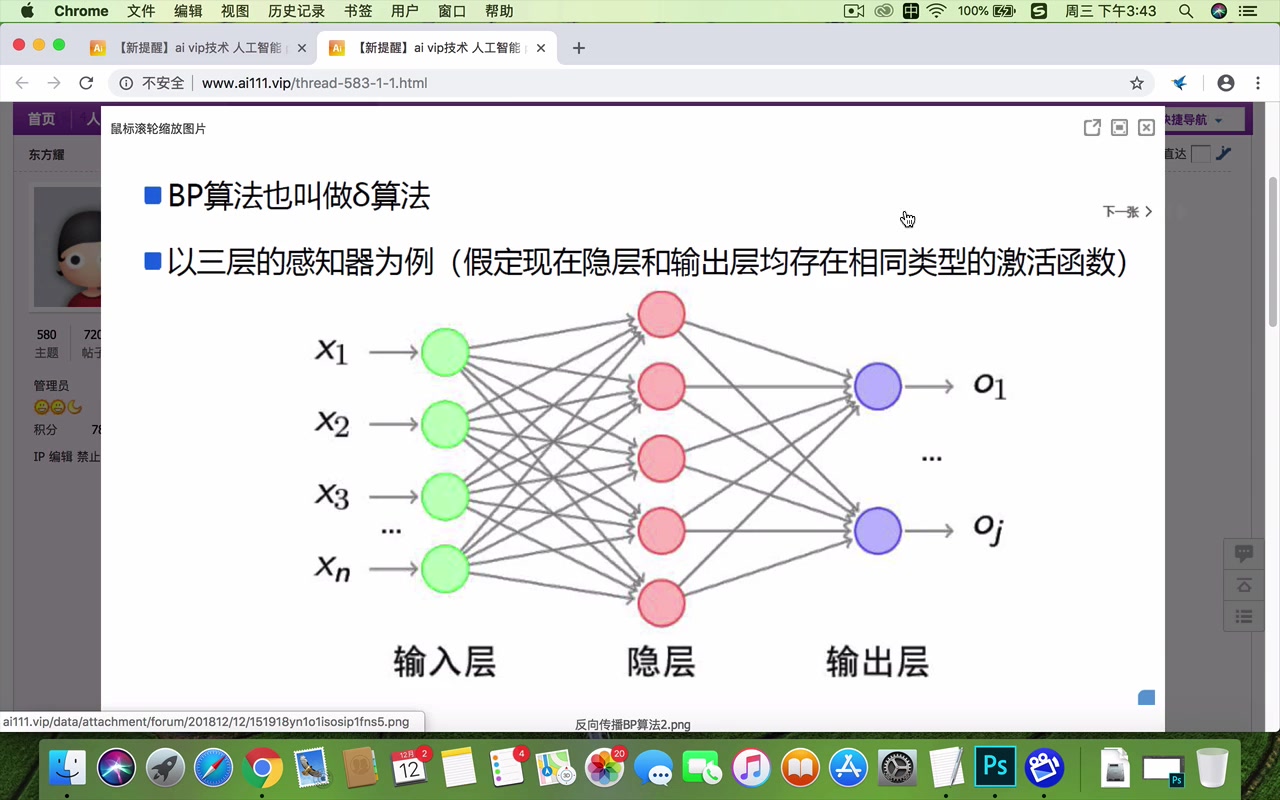 Chrome 文件 编辑 视图 历史记录 书签 用户 窗口 帮助 100% 周三 下午3:43
【新提醒】ai vip技术 人工智能
【新提醒】ai vip技术 人工智能
不安全 www.ai111.vip/thread-583-1-1.html
首页 人 快捷导航
鼠标滚轮缩放图片
东方耀 直达
BP算法也叫做δ算法
下一张
以三层的感知器为例（假定现在隐层和输出层均存在相同类型的激活函数）
580 720
主题 帖子
管理员
积分 78
IP 编辑 禁止
x1
x2
x3
...
xn
o1
...
oj
输入层 隐层 输出层
ai111.vip/data/attachment/forum/201812/12/151918yn1o1isosip1fns5.png
反向传播BP算法2.png
12月 12 2 4 3D 20 Ps Ps